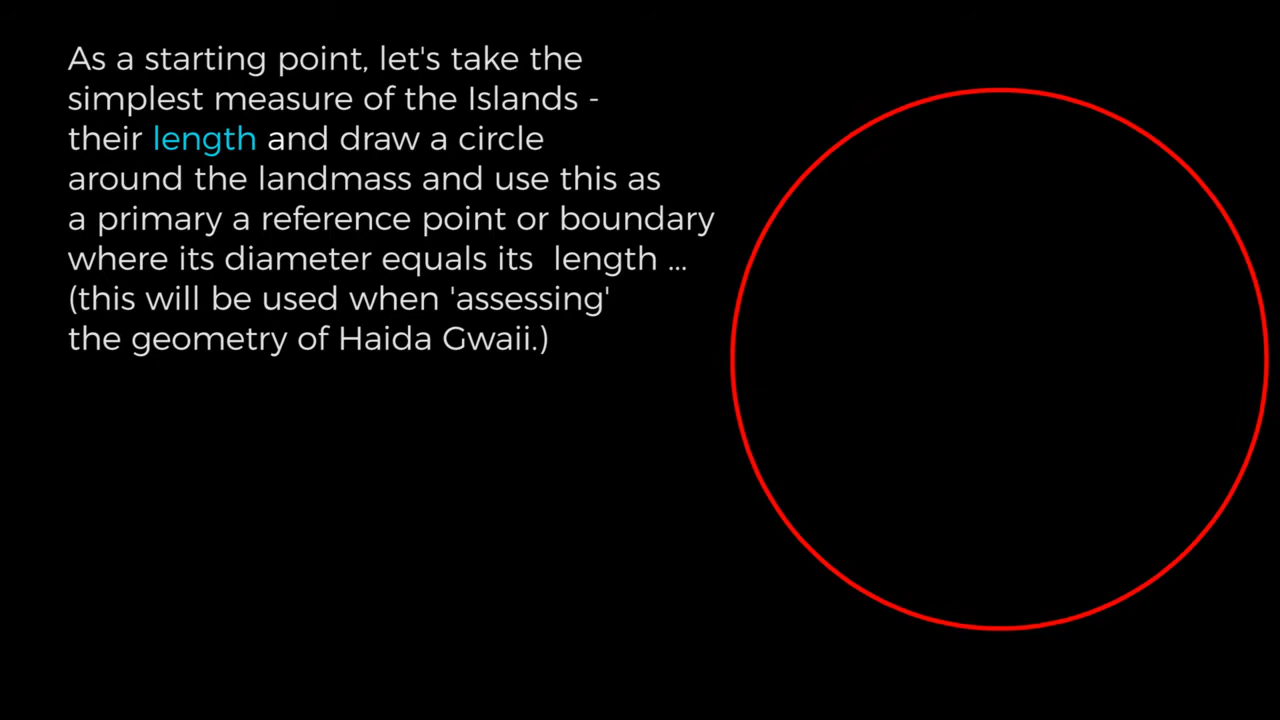 As a starting point, let's take the
simplest measure of the Islands -
their length and draw a circle
around the landmass and use this as
a primary a reference point or boundary
where its diameter equals its  length ...
(this will be used when 'assessing'
the geometry of Haida Gwaii.)